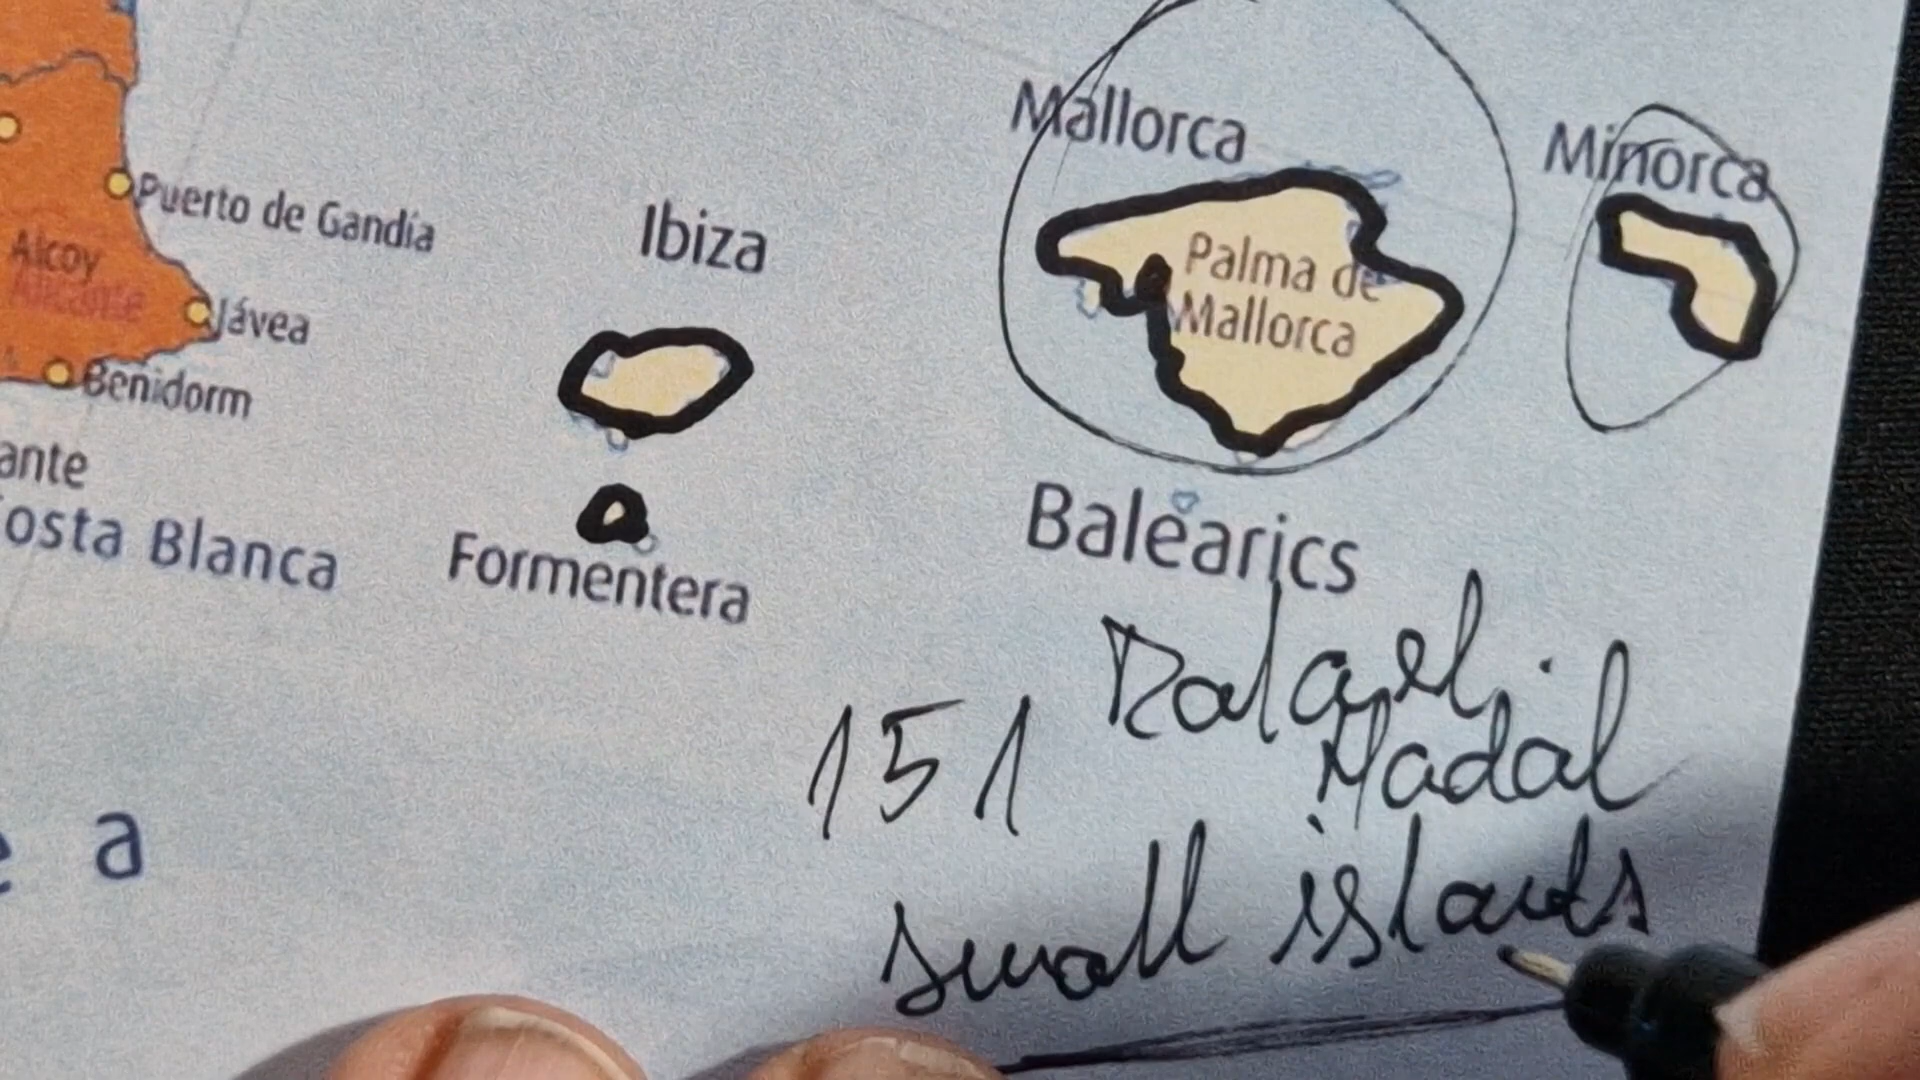 Mallorca
Minorca
Puerto de Gandía
Ibiza
Alcoy
Alicante
Palma de
Mallorca
Jávea
Benidorm
ante
osta Blanca
Formentera
Balearics
Rafael
Nadal
151
small islands
e a